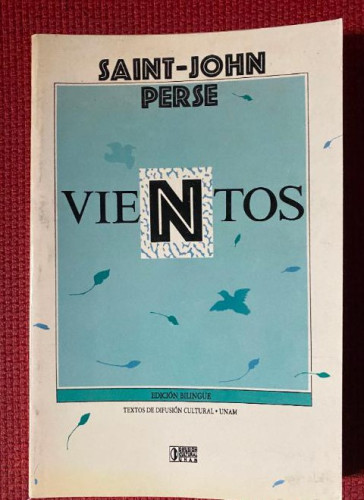 SAINT-JOHN
PERSE
VIENTOS
EDICIÓN BILINGÜE
TEXTOS DE DIFUSIÓN CULTURAL • UNAM